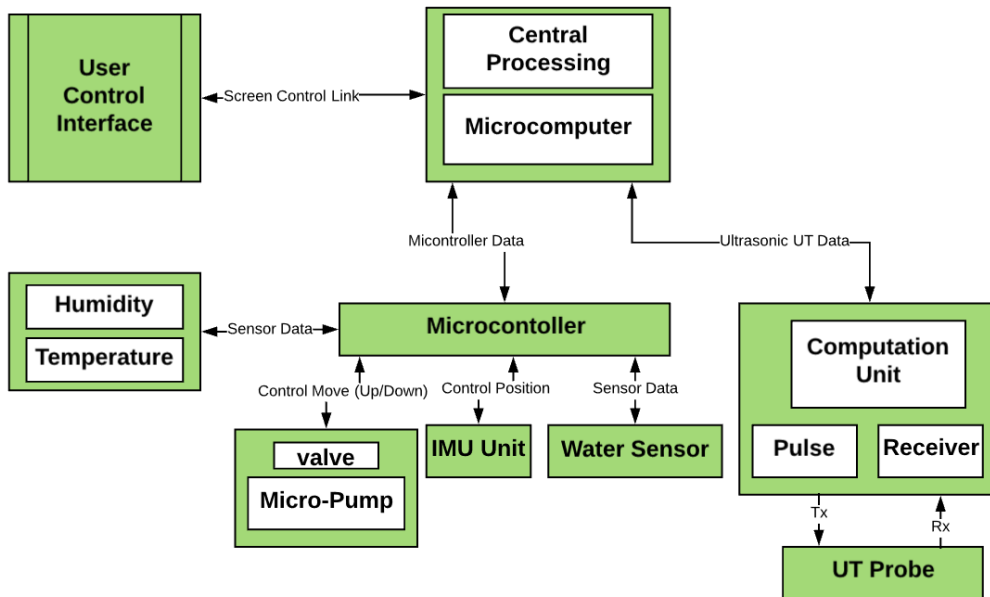 User
Control
Interface
Screen Control Link
Central
Processing
Microcomputer
Micontroller Data
Ultrasonic UT Data
Humidity
Temperature
Sensor Data
Microcontoller
Control Move (Up/Down)
Control Position
Sensor Data
valve
Micro-Pump
IMU Unit
Water Sensor
Computation
Unit
Pulse
Receiver
Tx
Rx
UT Probe